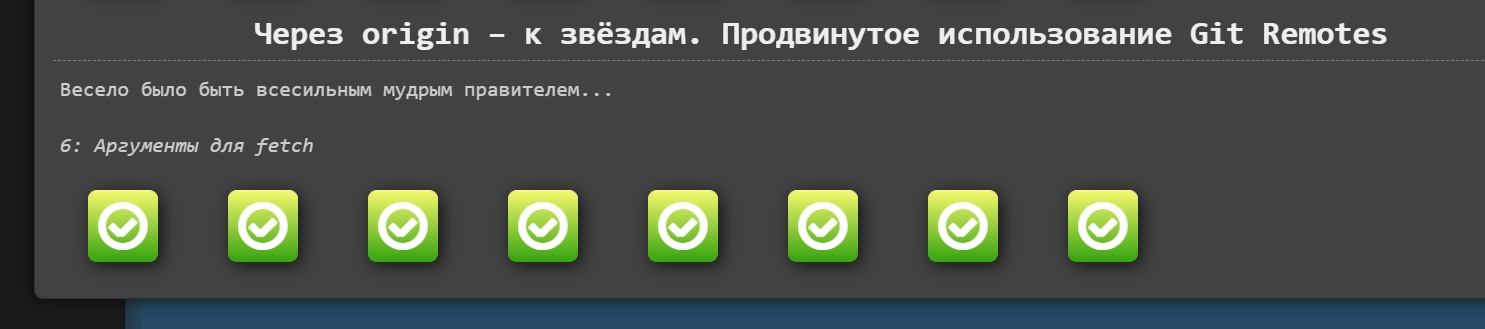 Через origin – к звёздам. Продвинутое использование Git Remotes
Весело было быть всесильным мудрым правителем...
6: Аргументы для fetch